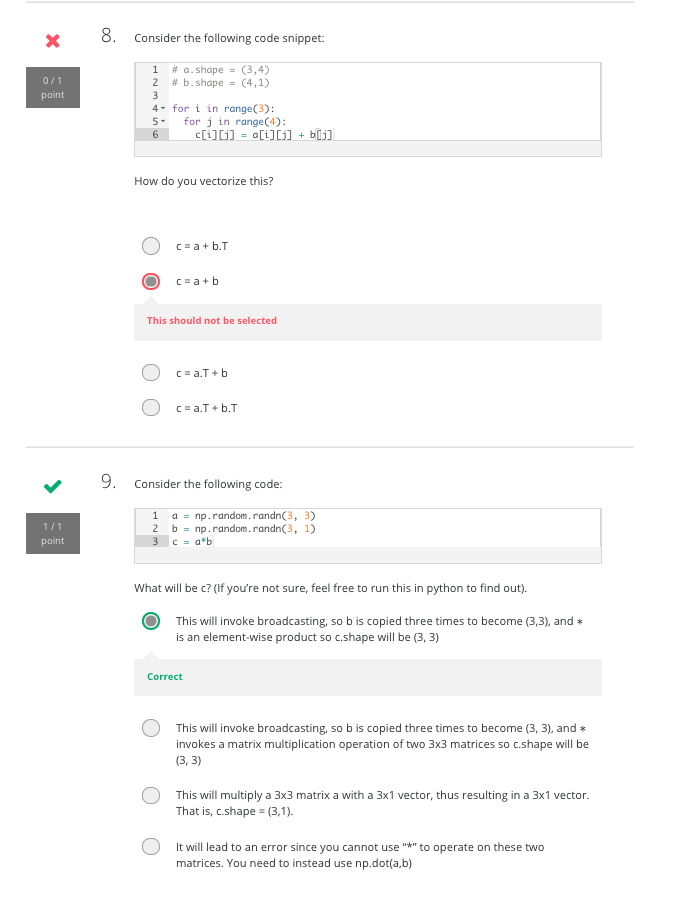 8. Consider the following code snippet:
0 / 1
point
1 # a.shape = (3,4)
2 # b.shape = (4,1)
3
4 for i in range(3):
5 for j in range(4):
6 c[i][j] = a[i][j] + b[j]
How do you vectorize this?
c = a + b.T
c = a + b
This should not be selected
c = a.T + b
c = a.T + b.T
9. Consider the following code:
1 / 1
point
1 a = np.random.randn(3, 3)
2 b = np.random.randn(3, 1)
3 c = a*b
What will be c? (If you're not sure, feel free to run this in python to find out).
This will invoke broadcasting, so b is copied three times to become (3,3), and *
is an element-wise product so c.shape will be (3, 3)
Correct
This will invoke broadcasting, so b is copied three times to become (3, 3), and *
invokes a matrix multiplication operation of two 3x3 matrices so c.shape will be
(3, 3)
This will multiply a 3x3 matrix a with a 3x1 vector, thus resulting in a 3x1 vector.
That is, c.shape = (3,1).
It will lead to an error since you cannot use “*” to operate on these two
matrices. You need to instead use np.dot(a,b)